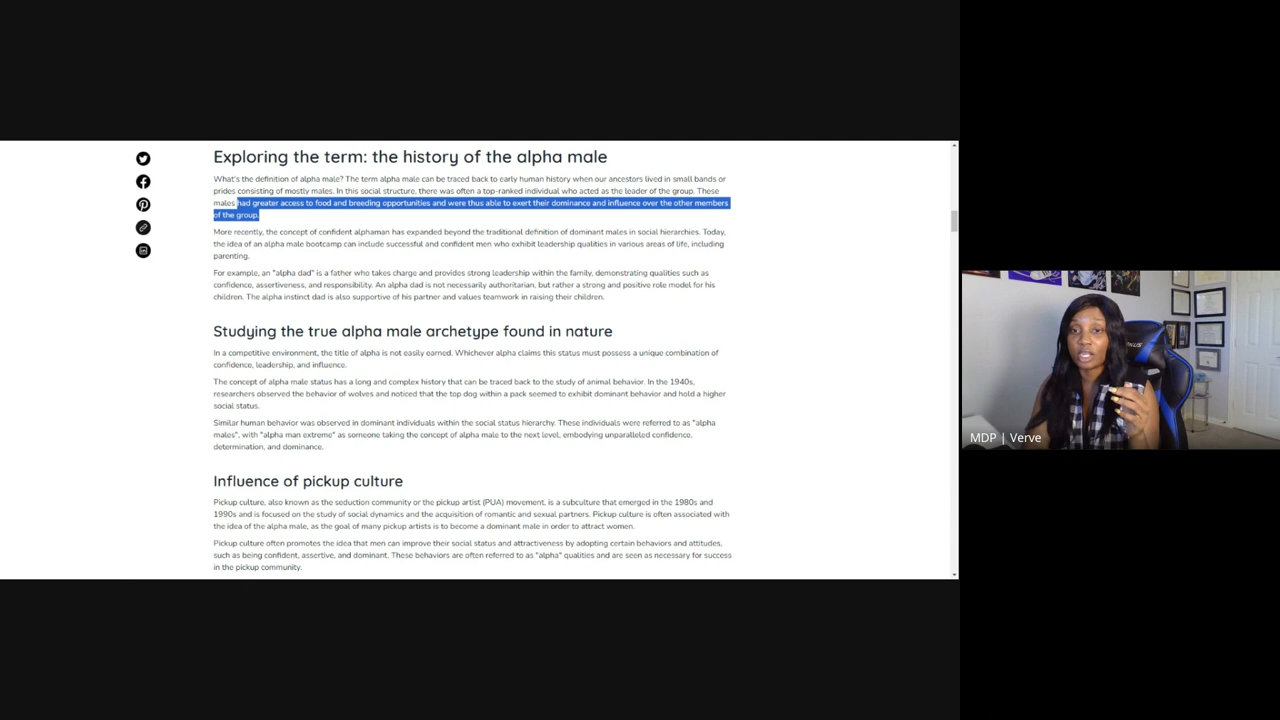 Exploring the term: the history of the alpha male
What's the definition of alpha male? The term alpha male can be traced back to early human history when our ancestors lived in small bands or
prides consisting of mostly males. In this social structure, there was often a top-ranked individual who acted as the leader of the group. These
males had greater access to food and breeding opportunities and were thus able to exert their dominance and influence over the other members
of the group.
More recently, the concept of confident alphaman has expanded beyond the traditional definition of dominant males in social hierarchies. Today,
the idea of an alpha male bootcamp can include successful and confident men who exhibit leadership qualities in various areas of life, including
parenting.
For example, an "alpha dad" is a father who takes charge and provides strong leadership within the family, demonstrating qualities such as
confidence, assertiveness, and responsibility. An alpha dad is not necessarily authoritarian, but rather a strong and positive role model for his
children. The alpha instinct dad is also supportive of his partner and values teamwork in raising their children.
Studying the true alpha male archetype found in nature
In a competitive environment, the title of alpha is not easily earned. Whichever alpha claims this status must possess a unique combination of
confidence, leadership, and influence.
The concept of alpha male status has a long and complex history that can be traced back to the study of animal behavior. In the 1940s,
researchers observed the behavior of wolves and noticed that the top dog within a pack seemed to exhibit dominant behavior and hold a higher
social status.
Similar human behavior was observed in dominant individuals within the social status hierarchy. These individuals were referred to as "alpha
males", with "alpha man extreme" as someone taking the concept of alpha male to the next level, embodying unparalleled confidence,
determination, and dominance.
Influence of pickup culture
Pickup culture, also known as the seduction community or the pickup artist (PUA) movement, is a subculture that emerged in the 1980s and
1990s and is focused on the study of social dynamics and the acquisition of romantic and sexual partners. Pickup culture is often associated with
the idea of the alpha male, as the goal of many pickup artists is to become a dominant male in order to attract women.
Pickup culture often promotes the idea that men can improve their social status and attractiveness by adopting certain behaviors and attitudes,
such as being confident, assertive, and dominant. These behaviors are often referred to as "alpha" qualities and are seen as necessary for success
in the pickup community.
MDP | Verve